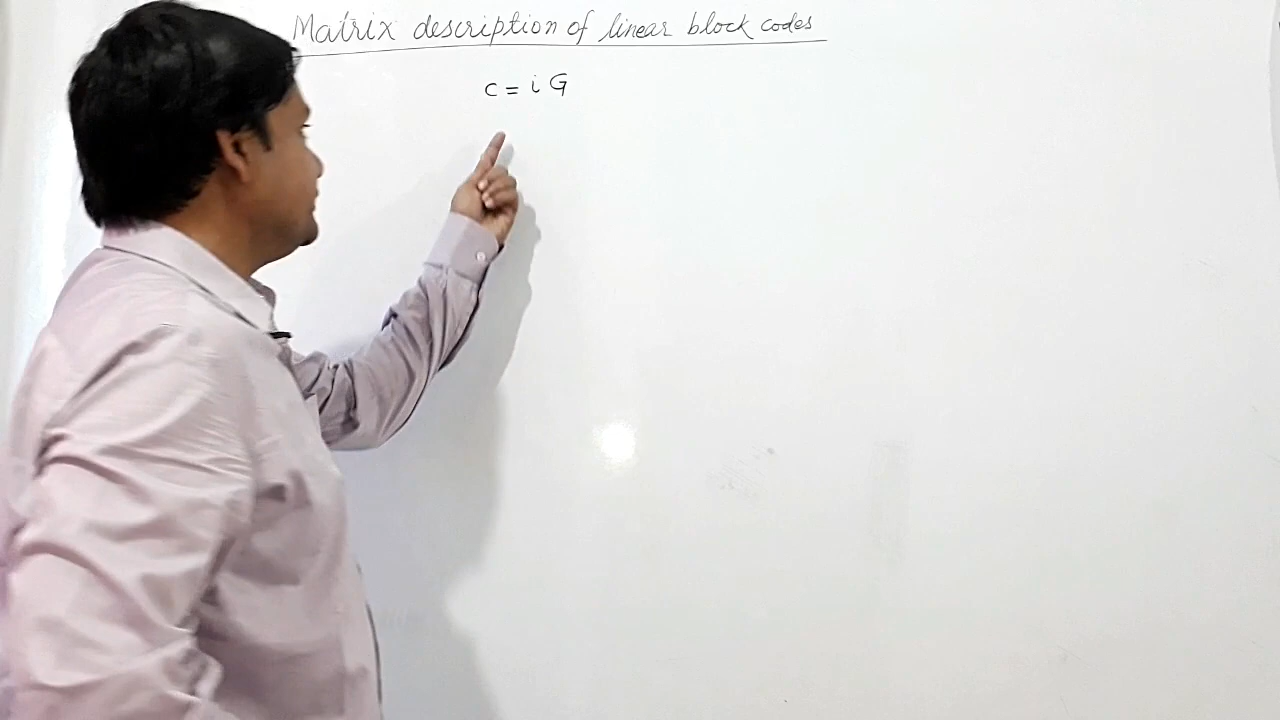 Matrix description of linear block codes
c = i G